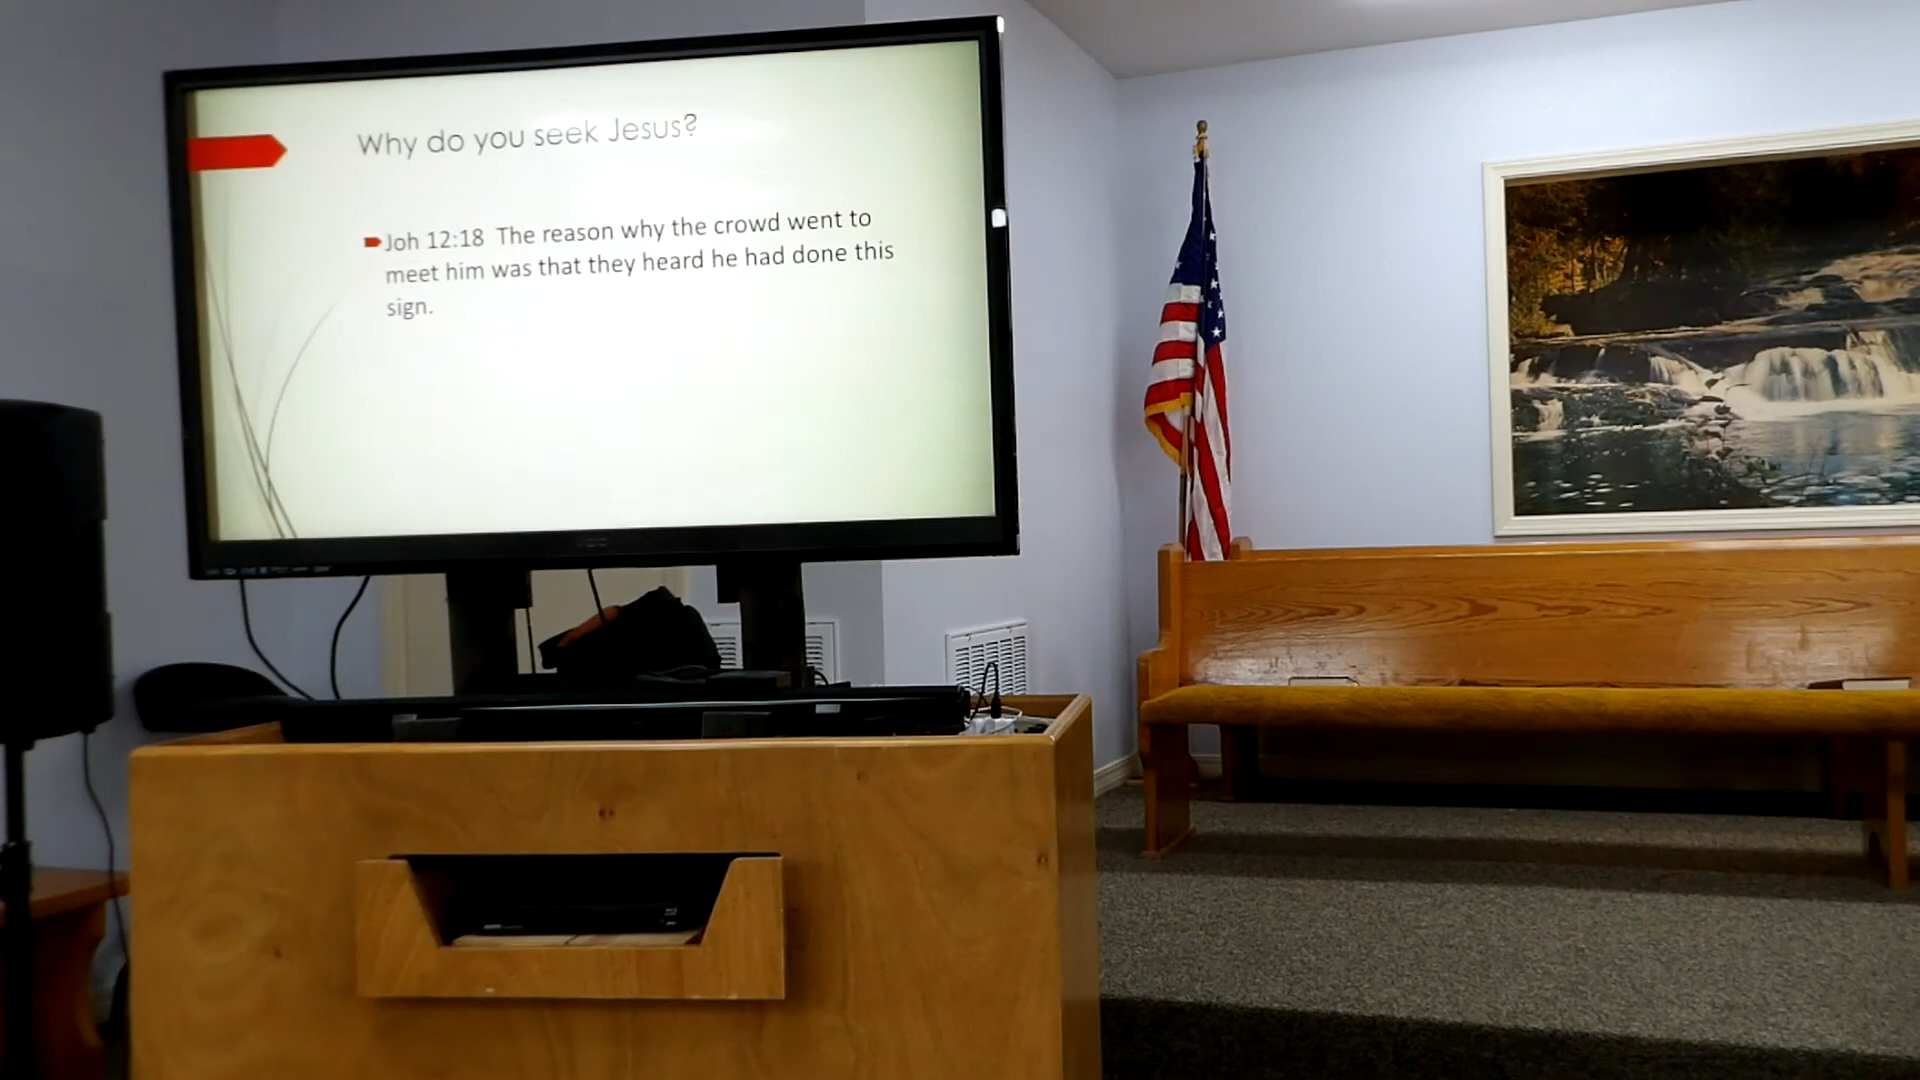 Why do you seek Jesus?
Joh 12:18 The reason why the crowd went to
meet him was that they heard he had done this
sign.